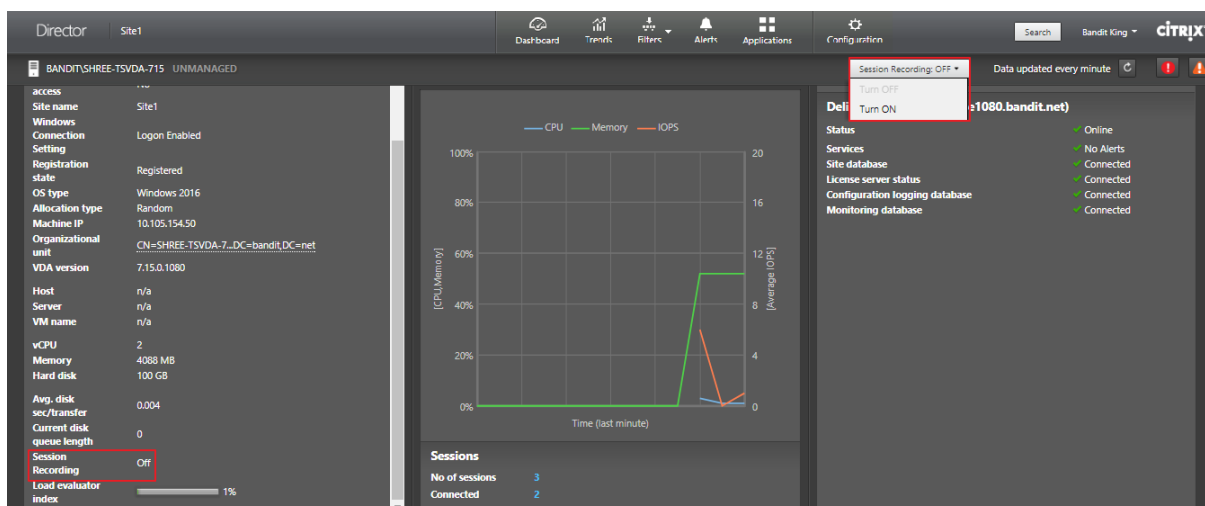 Director Site1 Dashboard Trends Filters Alerts Applications Configuration Search Bandit King CITRIX
BANDIT\SHREE-TSVDA-715 UNMANAGED Session Recording: OFF Data updated every minute
Turn OFF
Turn ON
access
Site name Site1
Windows
Connection Logon Enabled
Setting
Registration
state Registered
OS type Windows 2016
Allocation type Random
Machine IP 10.105.154.50
Organizational
unit CN=SHREE-TSVDA-7...DC=bandit,DC=net
VDA version 7.15.0.1080
Host n/a
Server n/a
VM name n/a
vCPU 2
Memory 4088 MB
Hard disk 100 GB
Avg. disk
sec/transfer 0.004
Current disk
queue length 0
Session
Recording Off
Load evaluator
index 1%
CPU Memory IOPS
100% 20
80% 16
60% 12
40% 8
20% 4
0% 0
[CPU,Memory]
[Average IOPS]
Time (last minute)
Sessions
No of sessions 3
Connected 2
e1080.bandit.net)
Status Online
Services No Alerts
Site database Connected
License server status Connected
Configuration logging database Connected
Monitoring database Connected